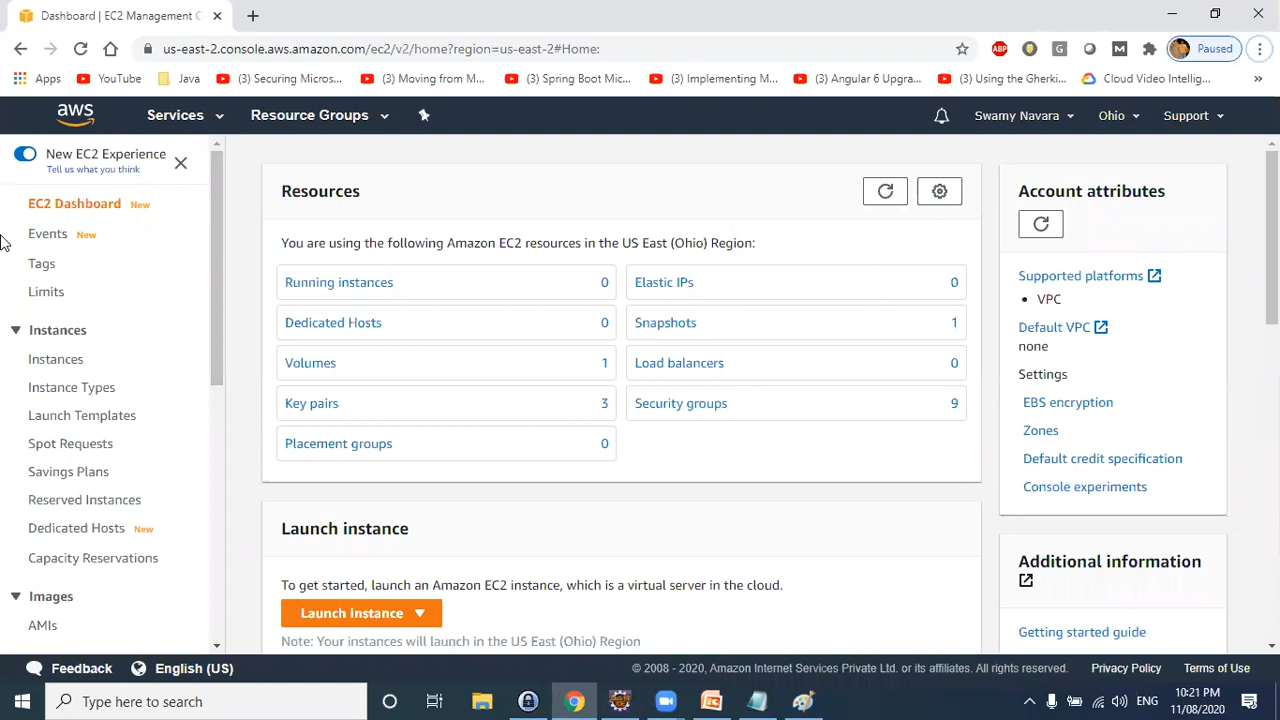 Dashboard | EC2 Management C
us-east-2.console.aws.amazon.com/ec2/v2/home?region=us-east-2#Home:
ABP
G
M
Paused
Apps
YouTube
Java
(3) Securing Micros...
(3) Moving from M...
(3) Spring Boot Mic...
(3) Implementing M...
(3) Angular 6 Upgra...
(3) Using the Gherki...
Cloud Video Intellig...
aws
Services
Resource Groups
Swamy Navara
Ohio
Support
New EC2 Experience
Tell us what you think
EC2 Dashboard New
Events New
Tags
Limits
Instances
Instances
Instance Types
Launch Templates
Spot Requests
Savings Plans
Reserved Instances
Dedicated Hosts New
Capacity Reservations
Images
AMIs
Resources
You are using the following Amazon EC2 resources in the US East (Ohio) Region:
Running instances 0
Elastic IPs 0
Dedicated Hosts 0
Snapshots 1
Volumes 1
Load balancers 0
Key pairs 3
Security groups 9
Placement groups 0
Launch instance
To get started, launch an Amazon EC2 instance, which is a virtual server in the cloud.
Launch instance
Note: Your instances will launch in the US East (Ohio) Region
Account attributes
Supported platforms
• VPC
Default VPC
none
Settings
EBS encryption
Zones
Default credit specification
Console experiments
Additional information
Getting started guide
Feedback
English (US)
© 2008 - 2020, Amazon Internet Services Private Ltd. or its affiliates. All rights reserved.
Privacy Policy
Terms of Use
Type here to search
ENG
10:21 PM
11/08/2020